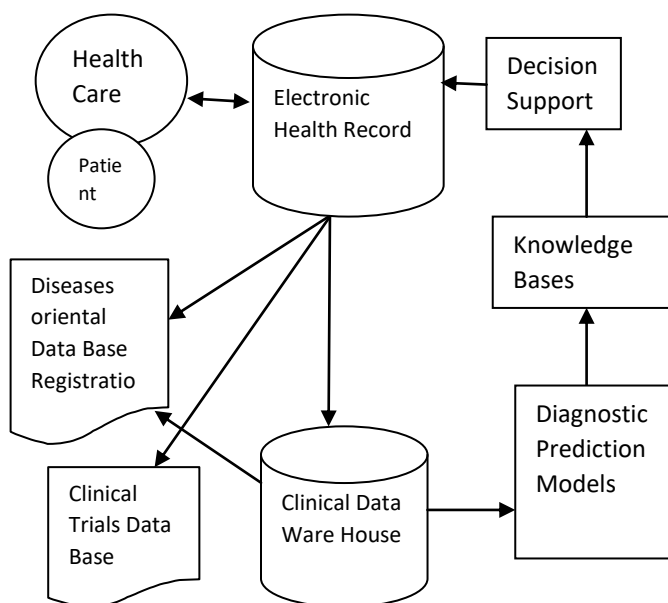 Health
Care
Patie
nt
Electronic
Health Record
Decision
Support
Knowledge
Bases
Diseases
oriental
Data Base
Registratio
Diagnostic
Prediction
Models
Clinical
Trials Data
Base
Clinical Data
Ware House